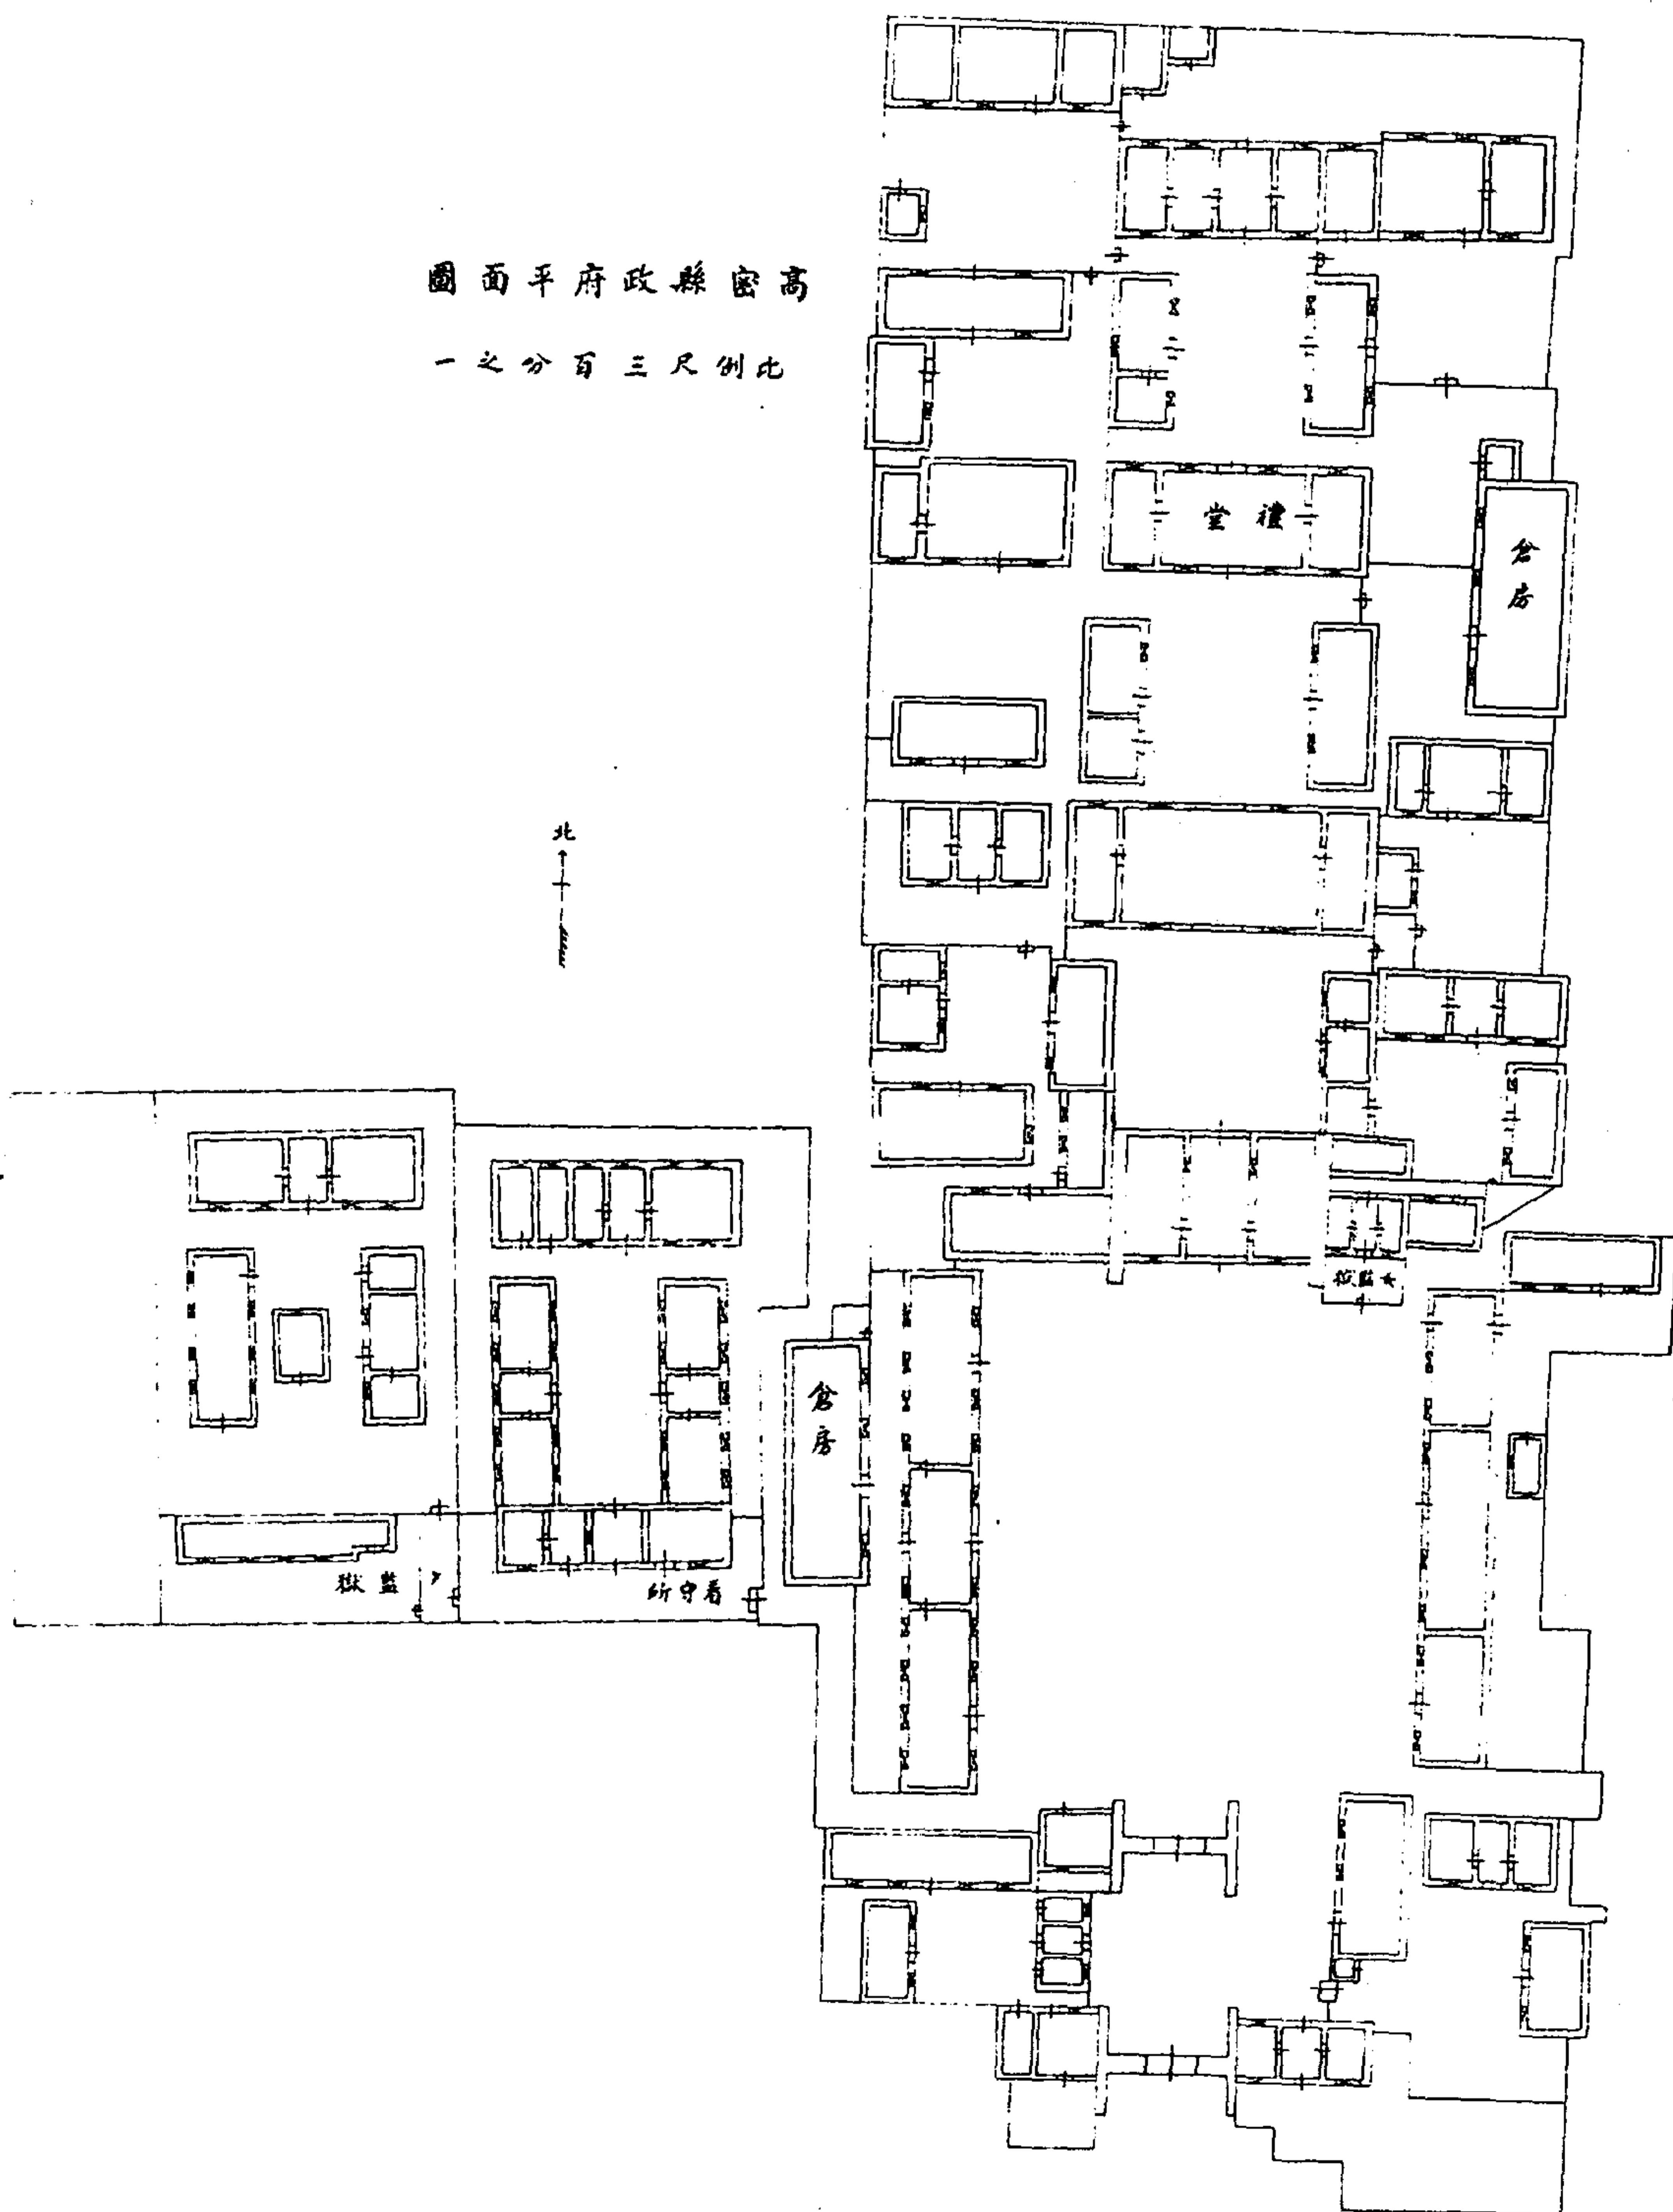 高密縣政府平面圖
比例尺三百分之一
禮堂
倉房
北
女監獄
倉房
看守所
監獄